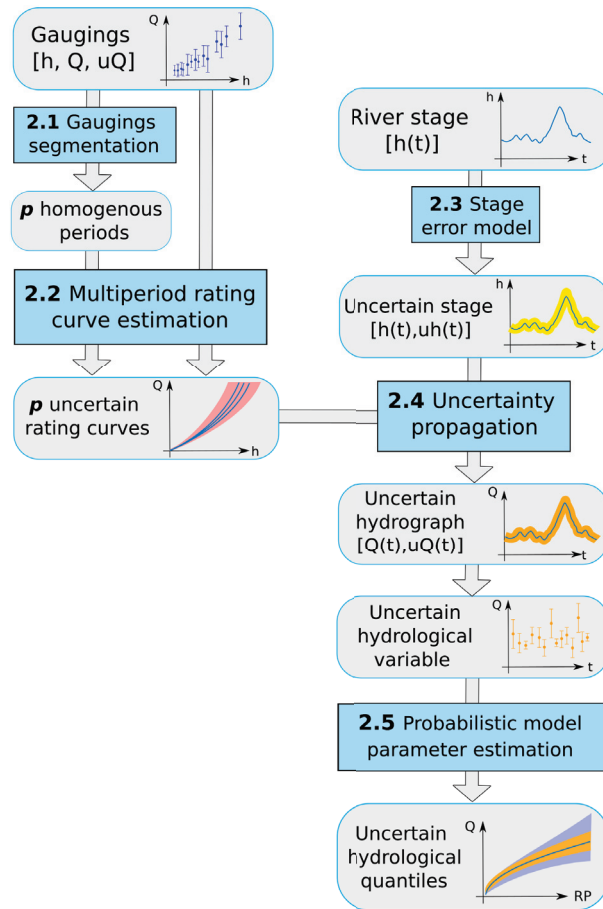 Gaugings
[h, Q, uQ]
Q
h
2.1 Gaugings
segmentation
p homogenous
periods
2.2 Multiperiod rating
curve estimation
p uncertain
rating curves
Q
h
River stage
[h(t)]
h
t
2.3 Stage
error model
Uncertain stage
[h(t),uh(t)]
h
t
2.4 Uncertainty
propagation
Uncertain
hydrograph
[Q(t),uQ(t)]
Q
t
Uncertain
hydrological
variable
Q
t
2.5 Probabilistic model
parameter estimation
Uncertain
hydrological
quantiles
Q
RP